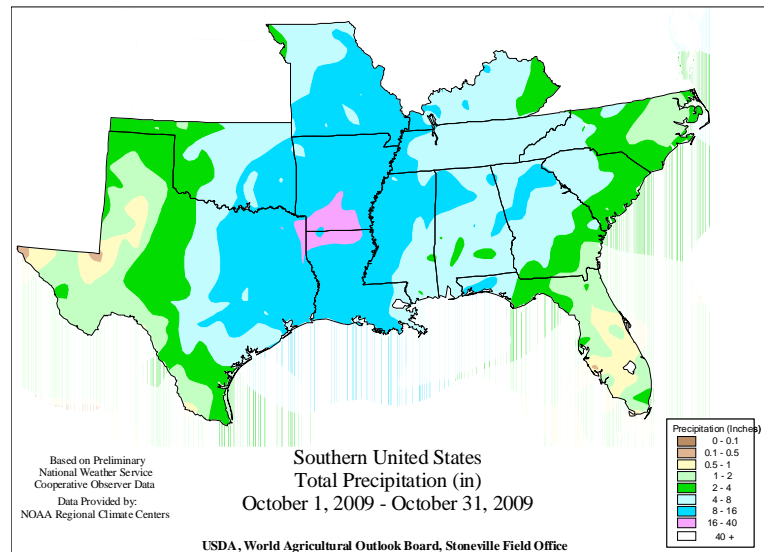 Based on Preliminary
National Weather Service
Cooperative Observer Data
Data Provided by:
NOAA Regional Climate Centers
Southern United States
Total Precipitation (in)
October 1, 2009 - October 31, 2009
USDA, World Agricultural Outlook Board, Stoneville Field Office
Precipitation (Inches)
0 - 0.1
0.1 - 0.5
0.5 - 1
1 - 2
2 - 4
4 - 8
8 - 16
16 - 40
40 +